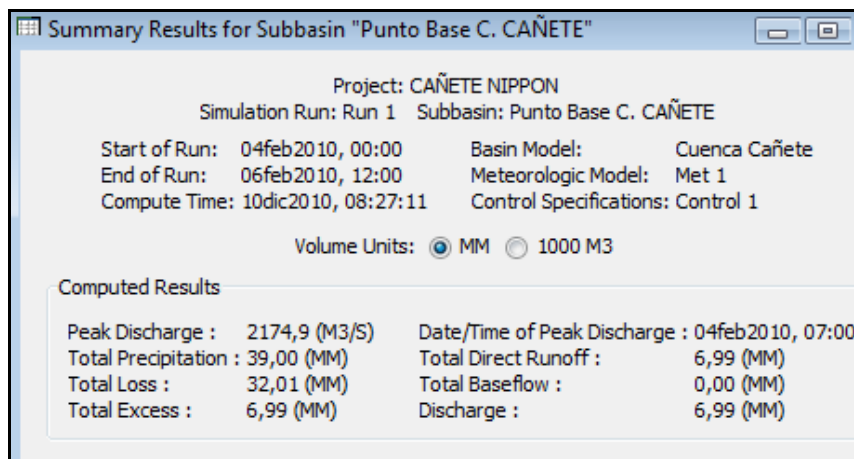 Summary Results for Subbasin "Punto Base C. CAÑETE"
Project: CAÑETE NIPPON
Simulation Run: Run 1 Subbasin: Punto Base C. CAÑETE
Start of Run: 04feb2010, 00:00 Basin Model: Cuenca Cañete
End of Run: 06feb2010, 12:00 Meteorologic Model: Met 1
Compute Time: 10dic2010, 08:27:11 Control Specifications: Control 1
Volume Units: MM 1000 M3
Computed Results
Peak Discharge : 2174,9 (M3/S) Date/Time of Peak Discharge : 04feb2010, 07:00
Total Precipitation : 39,00 (MM) Total Direct Runoff : 6,99 (MM)
Total Loss : 32,01 (MM) Total Baseflow : 0,00 (MM)
Total Excess : 6,99 (MM) Discharge : 6,99 (MM)